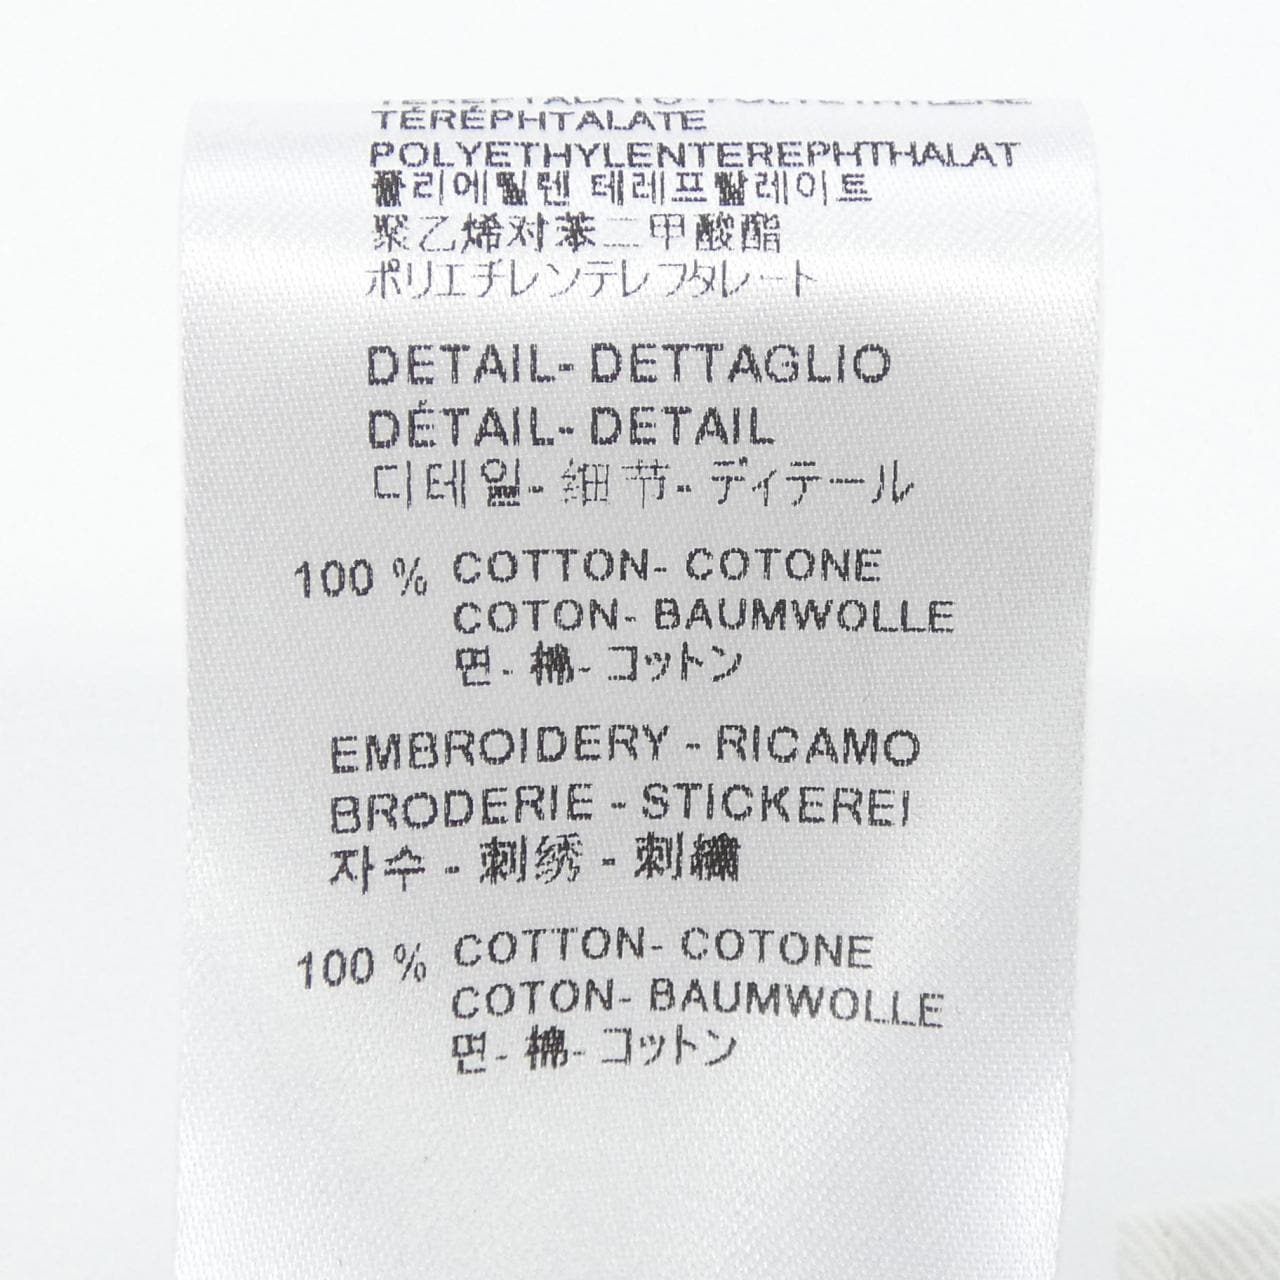 TÉRÉPHTALATE
POLYETHYLENTEREPHTHALAT
폴리에틸렌 테레프탈레이트
聚乙烯对苯二甲酸酯
ポリエチレンテレフタレート
DETAIL- DETTAGLIO
DÉTAIL- DETAIL
디테일- 细节- ディテール
100 % COTTON- COTONE
COTON- BAUMWOLLE
면- 棉- コットン
EMBROIDERY - RICAMO
BRODERIE - STICKEREI
자수 - 刺绣 - 刺繍
100 % COTTON- COTONE
COTON- BAUMWOLLE
면- 棉- コットン